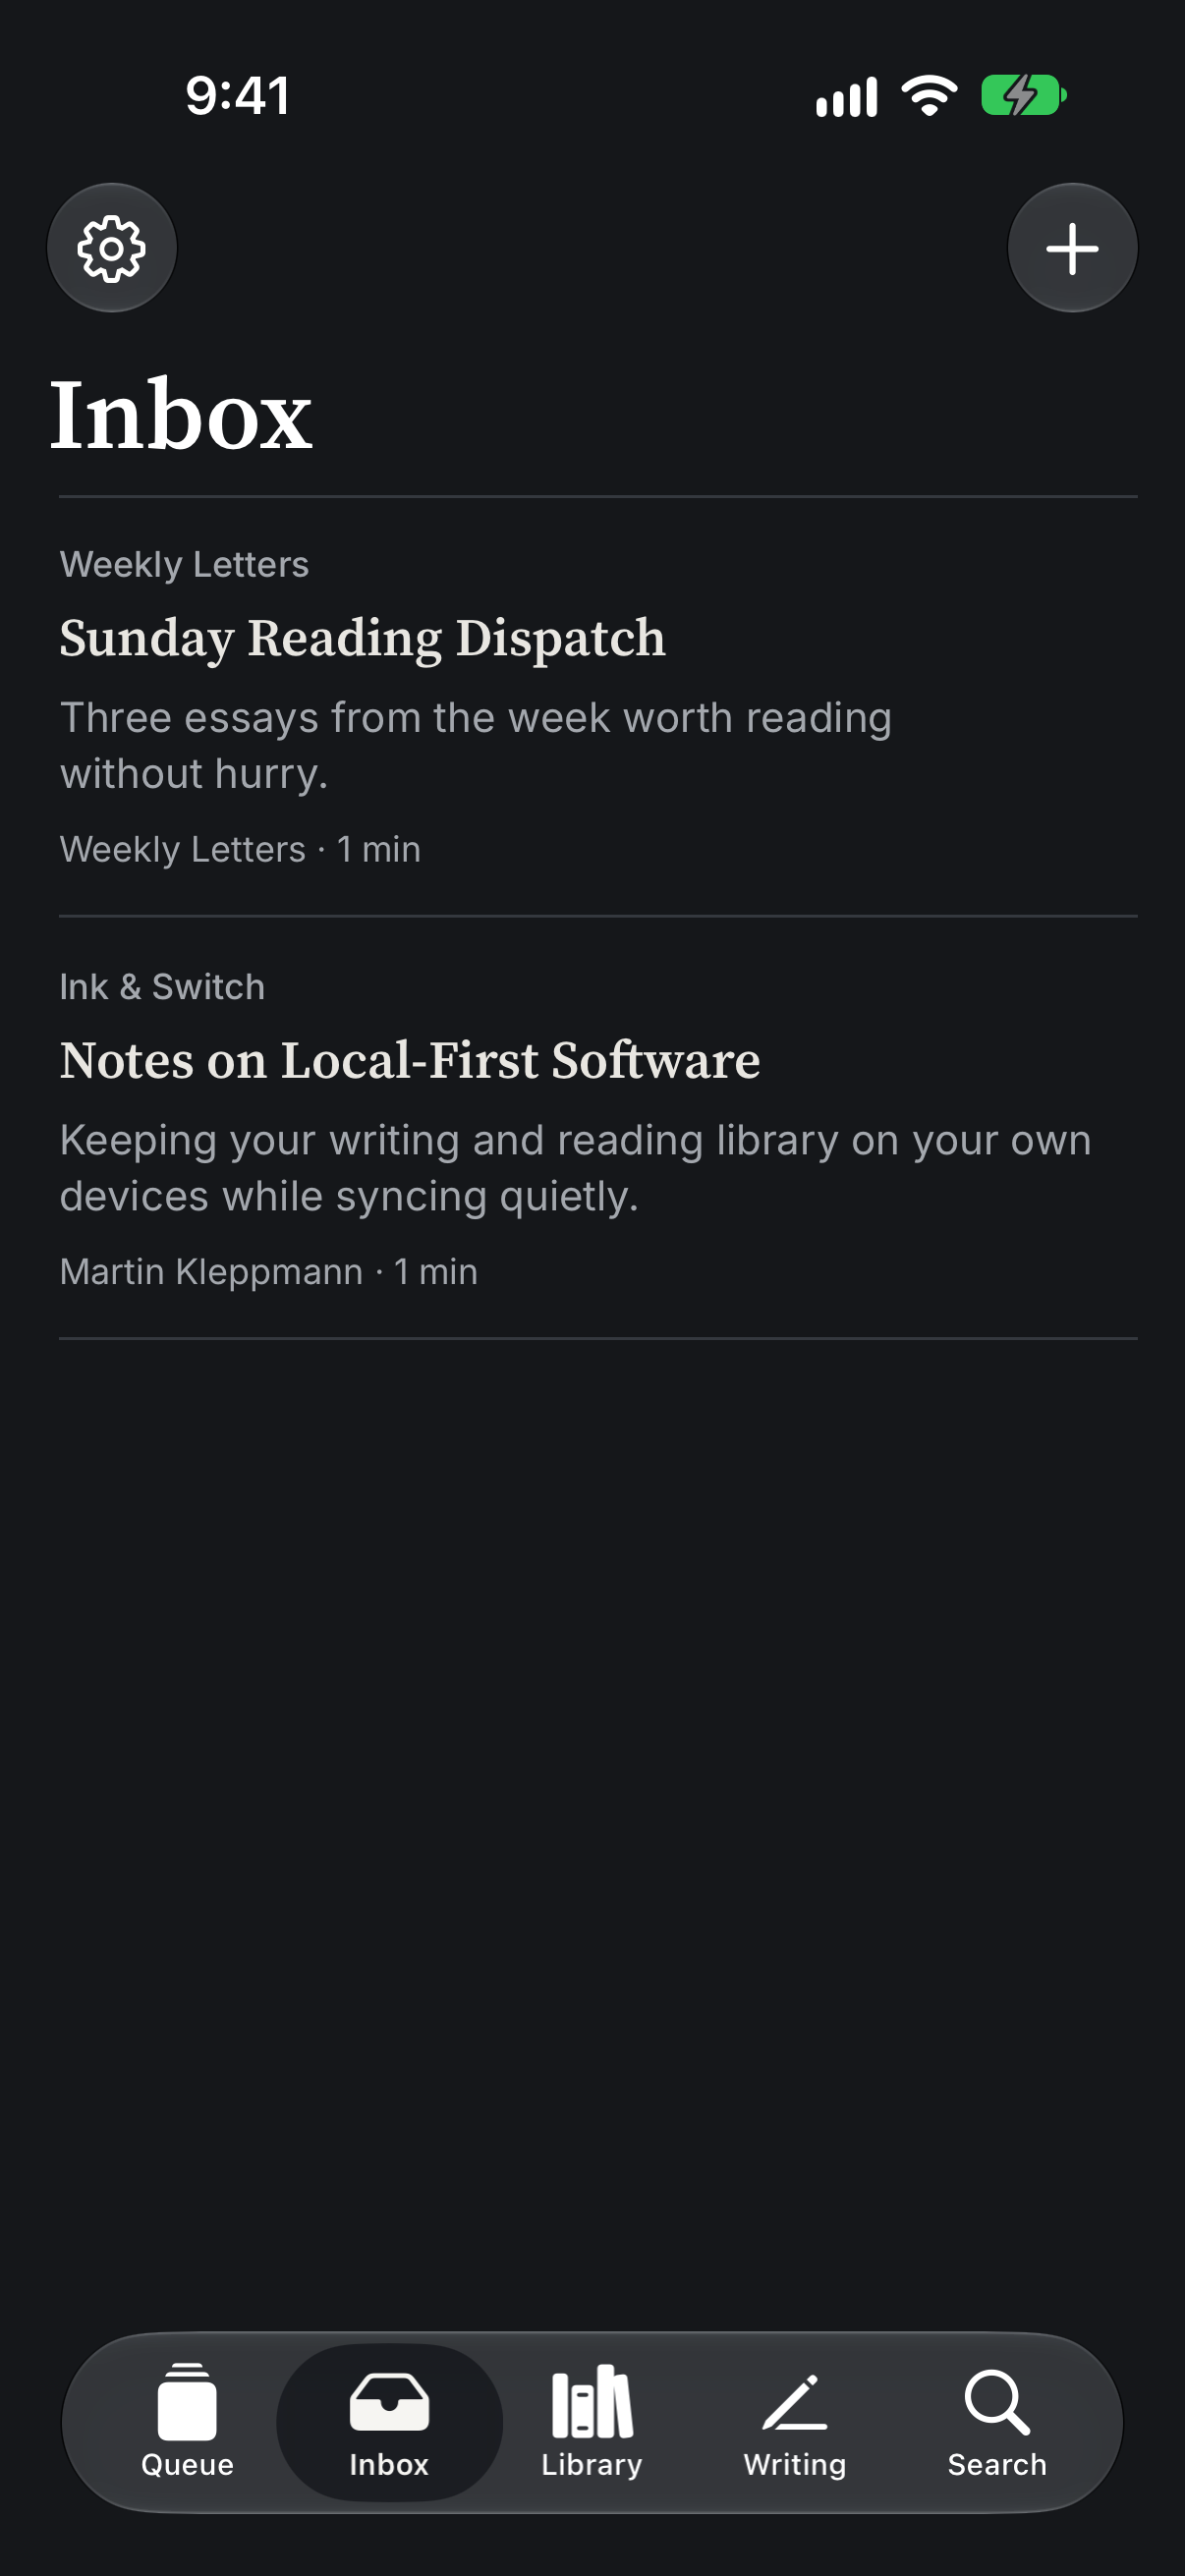 9:41
Inbox
Weekly Letters
Sunday Reading Dispatch
Three essays from the week worth reading
without hurry.
Weekly Letters · 1 min
Ink & Switch
Notes on Local-First Software
Keeping your writing and reading library on your own
devices while syncing quietly.
Martin Kleppmann · 1 min
Queue
Inbox
Library
Writing
Search